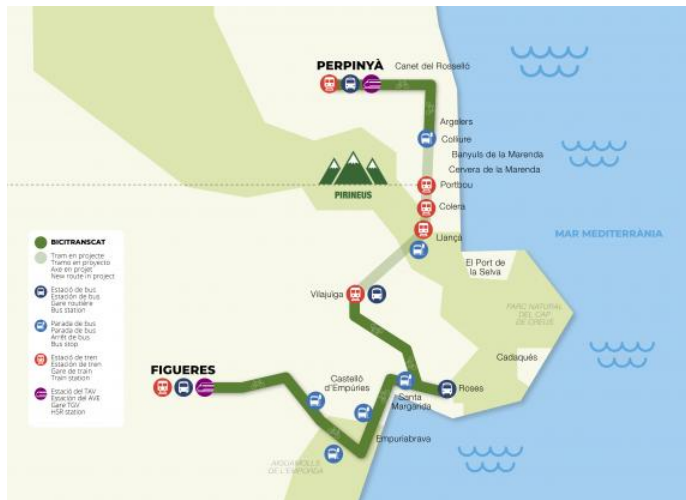 PERPINYÀ
Canet del Rosselló
Argelers
Colliure
Banyuls de la Marenda
Cervera de la Marenda
Portbou
PIRINEUS
Colera
Llançà
MAR MEDITERRÀNIA
El Port de
la Selva
Vilajuïga
PARC NATURAL
DEL CAP
DE CREUS
Cadaqués
FIGUERES
Castelló
d'Empúries
Roses
Santa
Margarida
Empuriabrava
AIGUAMOLLS
DE L'EMPORDÀ
BICITRANSCAT
Tram en projecte
Tramo en proyecto
Axe en projet
New route in project
Estació de bus
Estación de bus
Gare routière
Bus station
Parada de bus
Parada de bus
Arrêt de bus
Bus stop
Estació de tren
Estación de tren
Gare de train
Train station
Estació del TAV
Estación del AVE
Gare TGV
HSR station